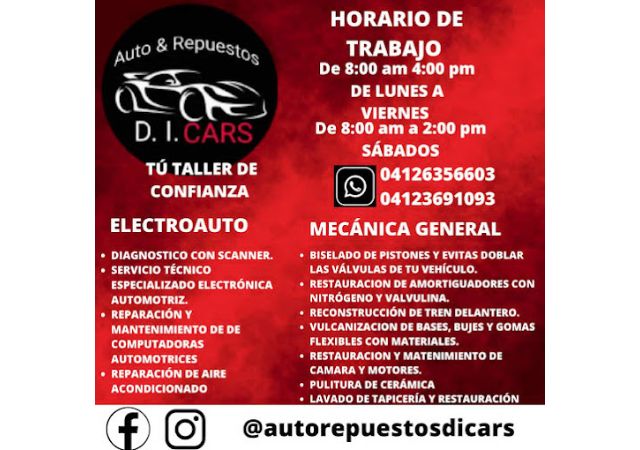 Auto & Repuestos
D. I. CARS
TÚ TALLER DE
CONFIANZA
HORARIO DE
TRABAJO
De 8:00 am 4:00 pm
DE LUNES A
VIERNES
De 8:00 am a 2:00 pm
SÁBADOS
04126356603
04123691093
ELECTROAUTO
• DIAGNOSTICO CON SCANNER.
• SERVICIO TÉCNICO
ESPECIALIZADO ELECTRÓNICA
AUTOMOTRIZ.
• REPARACIÓN Y
MANTENIMIENTO DE DE
COMPUTADORAS
AUTOMOTRICES
• REPARACIÓN DE AIRE
ACONDICIONADO
MECÁNICA GENERAL
• BISELADO DE PISTONES Y EVITAS DOBLAR
LAS VÁLVULAS DE TU VEHÍCULO.
• RESTAURACION DE AMORTIGUADORES CON
NITRÓGENO Y VALVULINA.
• RECONSTRUCCIÓN DE TREN DELANTERO.
• VULCANIZACION DE BASES, BUJES Y GOMAS
FLEXIBLES CON MATERIALES.
• RESTAURACION Y MATENIMIENTO DE
CAMARA Y MOTORES.
• PULITURA DE CERÁMICA
• LAVADO DE TAPICERÍA Y RESTAURACIÓN
@autorepuestosdicars